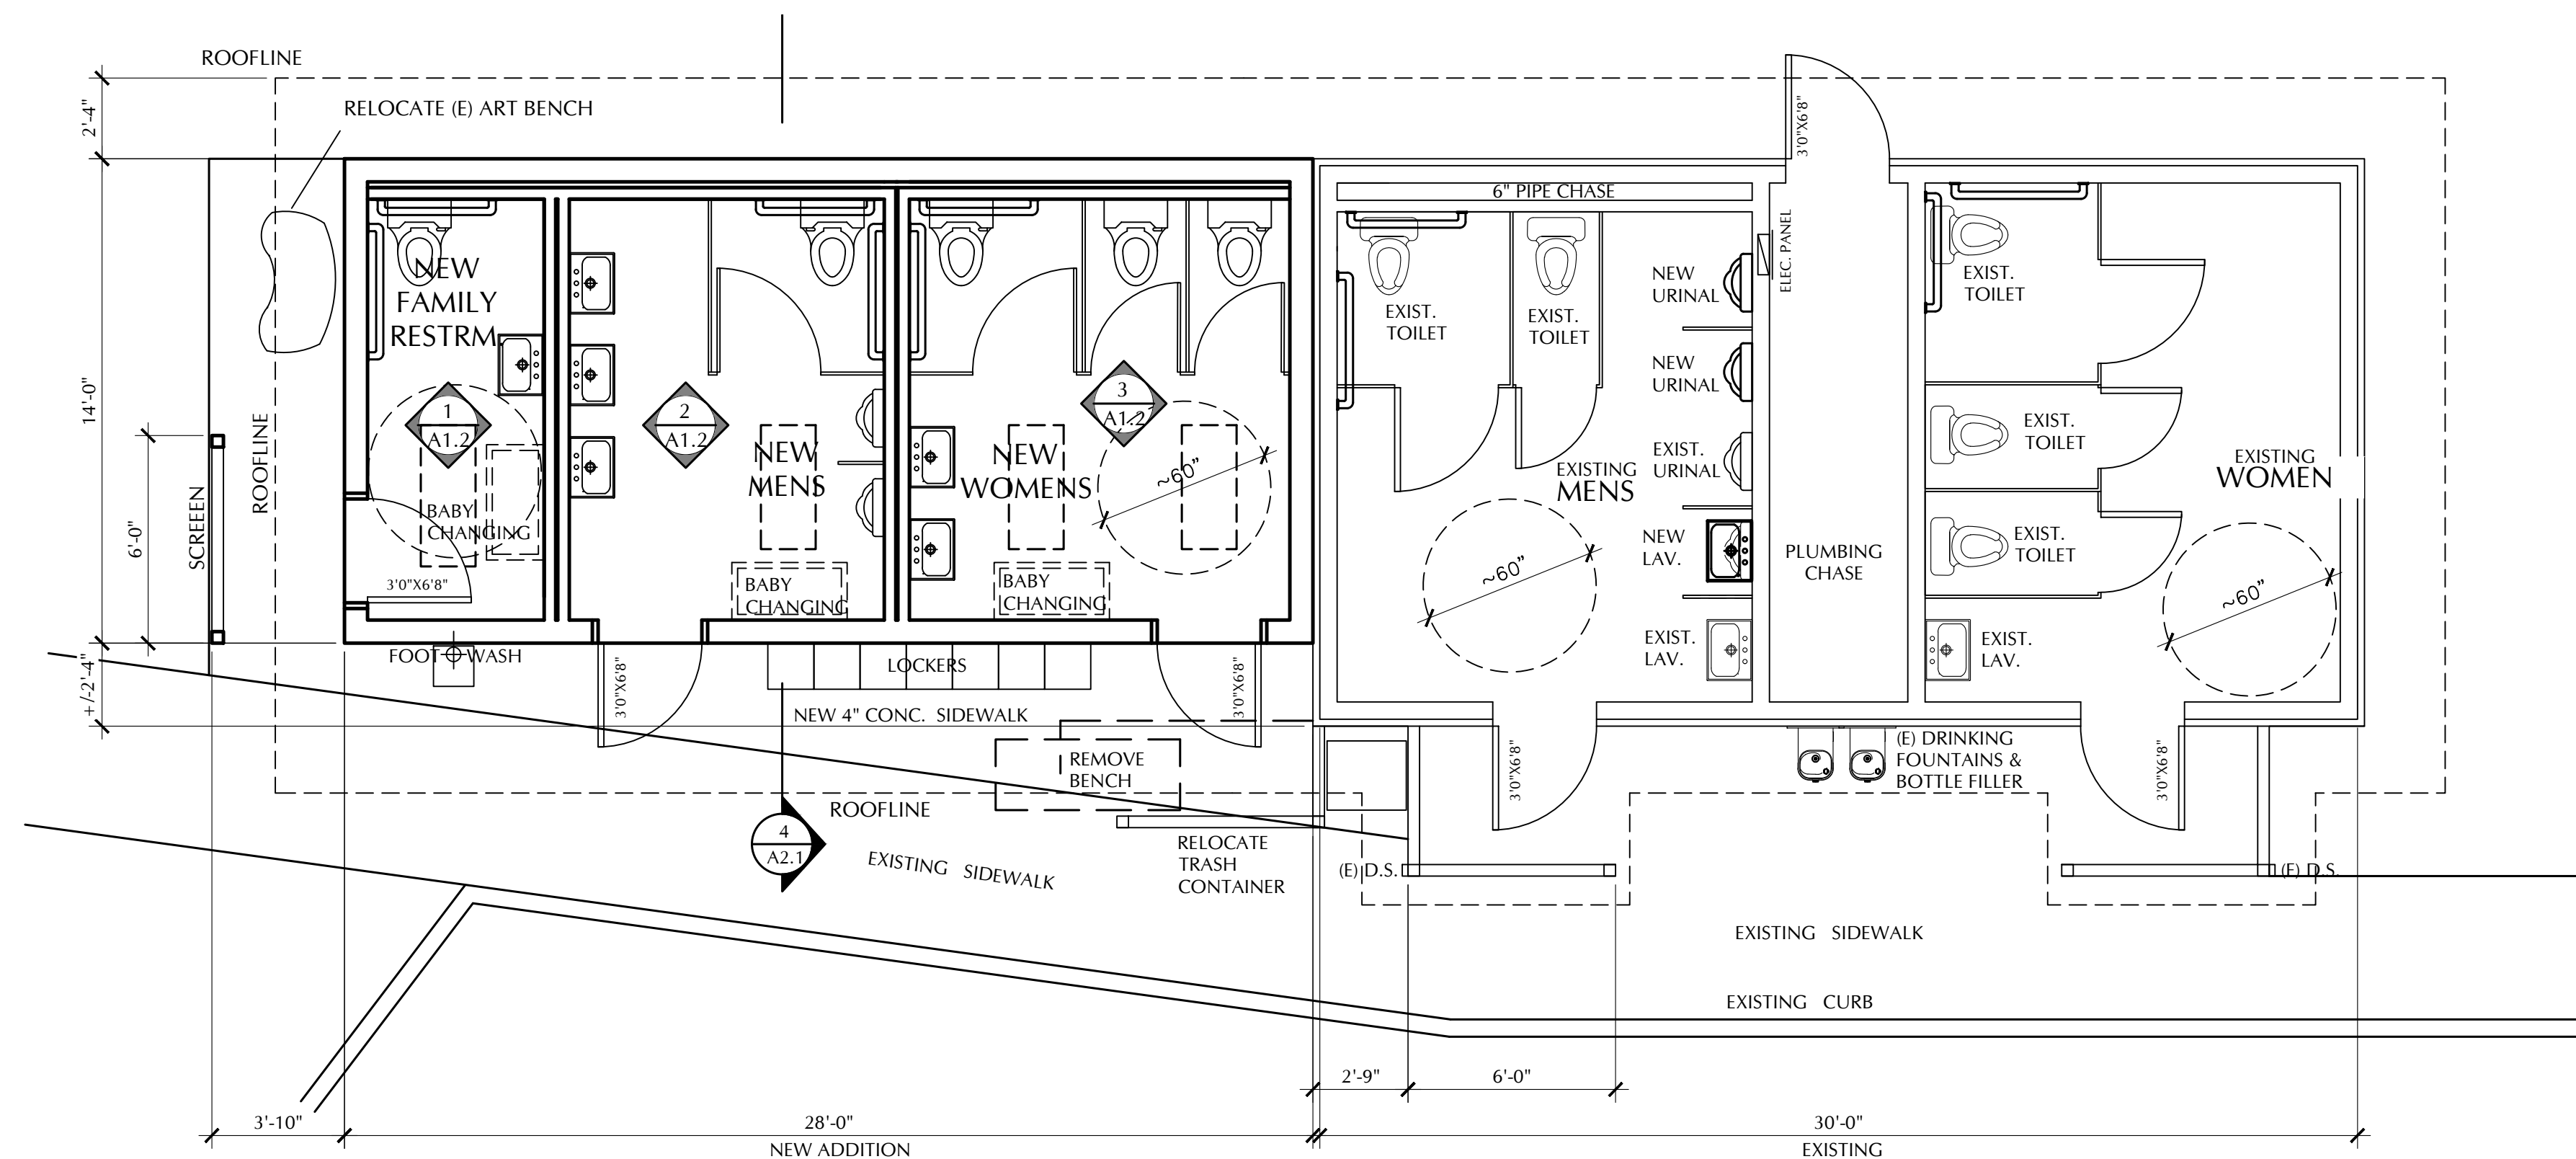 ROOFLINE
RELOCATE (E) ART BENCH
2'-4"
14'-0"
6'-0"
+/-2'-4"
SCREEEN
ROOFLINE
NEW
FAMILY
RESTRM.
1
A1.2
BABY
CHANGING
3'0"X6'8"
FOOT WASH
2
A1.2
NEW
MENS
BABY
CHANGING
3'0"X6'8"
LOCKERS
3
A1.2
NEW
WOMENS
~60"
BABY
CHANGING
3'0"X6'8"
NEW 4" CONC. SIDEWALK
REMOVE
BENCH
4
A2.1
ROOFLINE
EXISTING SIDEWALK
RELOCATE
TRASH
CONTAINER
6" PIPE CHASE
EXIST.
TOILET
EXIST.
TOILET
NEW
URINAL
NEW
URINAL
EXIST.
URINAL
EXISTING
MENS
~60"
NEW
LAV.
EXIST.
LAV.
3'0"X6'8"
ELEC. PANEL
3'0"X6'8"
PLUMBING
CHASE
EXIST.
TOILET
EXIST.
TOILET
EXIST.
TOILET
EXISTING
WOMEN
~60"
EXIST.
LAV.
(E) DRINKING
FOUNTAINS &
BOTTLE FILLER
3'0"X6'8"
(E) D.S.
(E) D.S.
EXISTING SIDEWALK
EXISTING CURB
2'-9"
6'-0"
3'-10"
28'-0"
NEW ADDITION
30'-0"
EXISTING